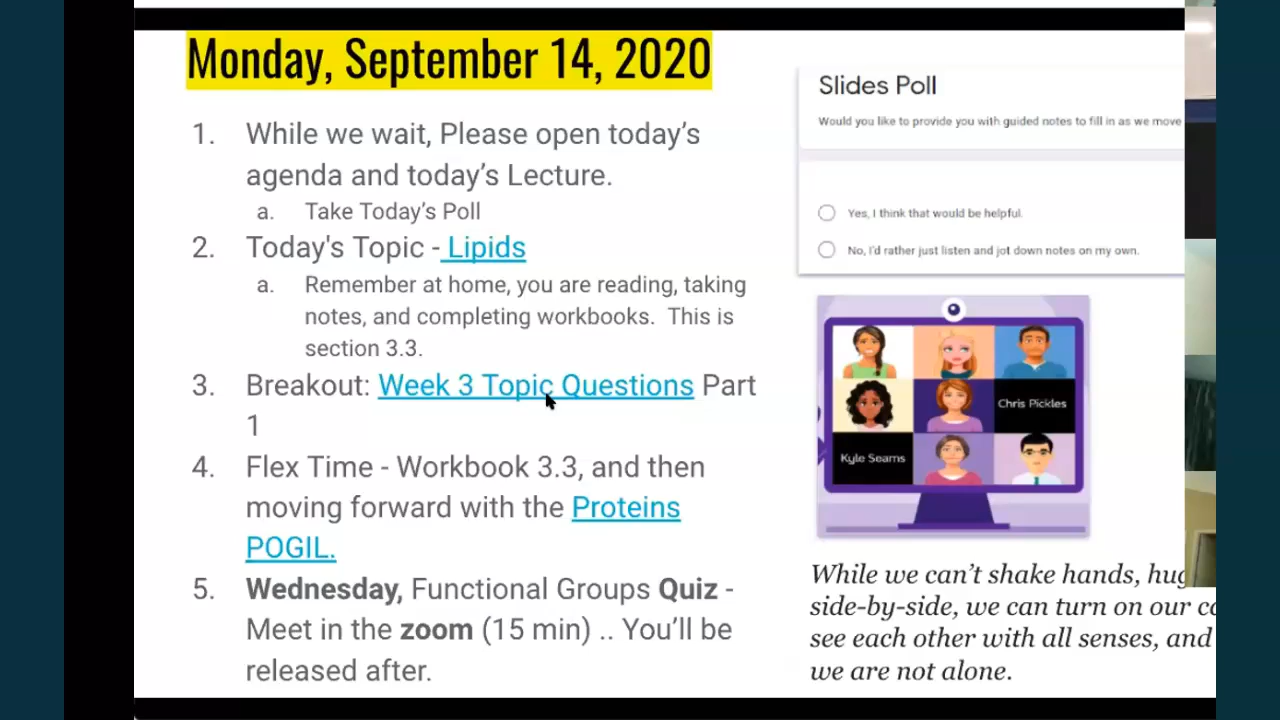 Monday, September 14, 2020
1. While we wait, Please open today's
agenda and today's Lecture.
a. Take Today's Poll
2. Today's Topic - Lipids
a. Remember at home, you are reading, taking
notes, and completing workbooks. This is
section 3.3.
3. Breakout: Week 3 Topic Questions Part
1
4. Flex Time - Workbook 3.3, and then
moving forward with the Proteins
POGIL.
5. Wednesday, Functional Groups Quiz -
Meet in the zoom (15 min) .. You'll be
released after.
Slides Poll
Would you like to provide you with guided notes to fill in as we move
Yes, I think that would be helpful.
No, I'd rather just listen and jot down notes on my own.
Chris Pickles
Kyle Seams
While we can't shake hands,
side-by-side, we can turn on our
see each other with all senses, and
we are not alone.